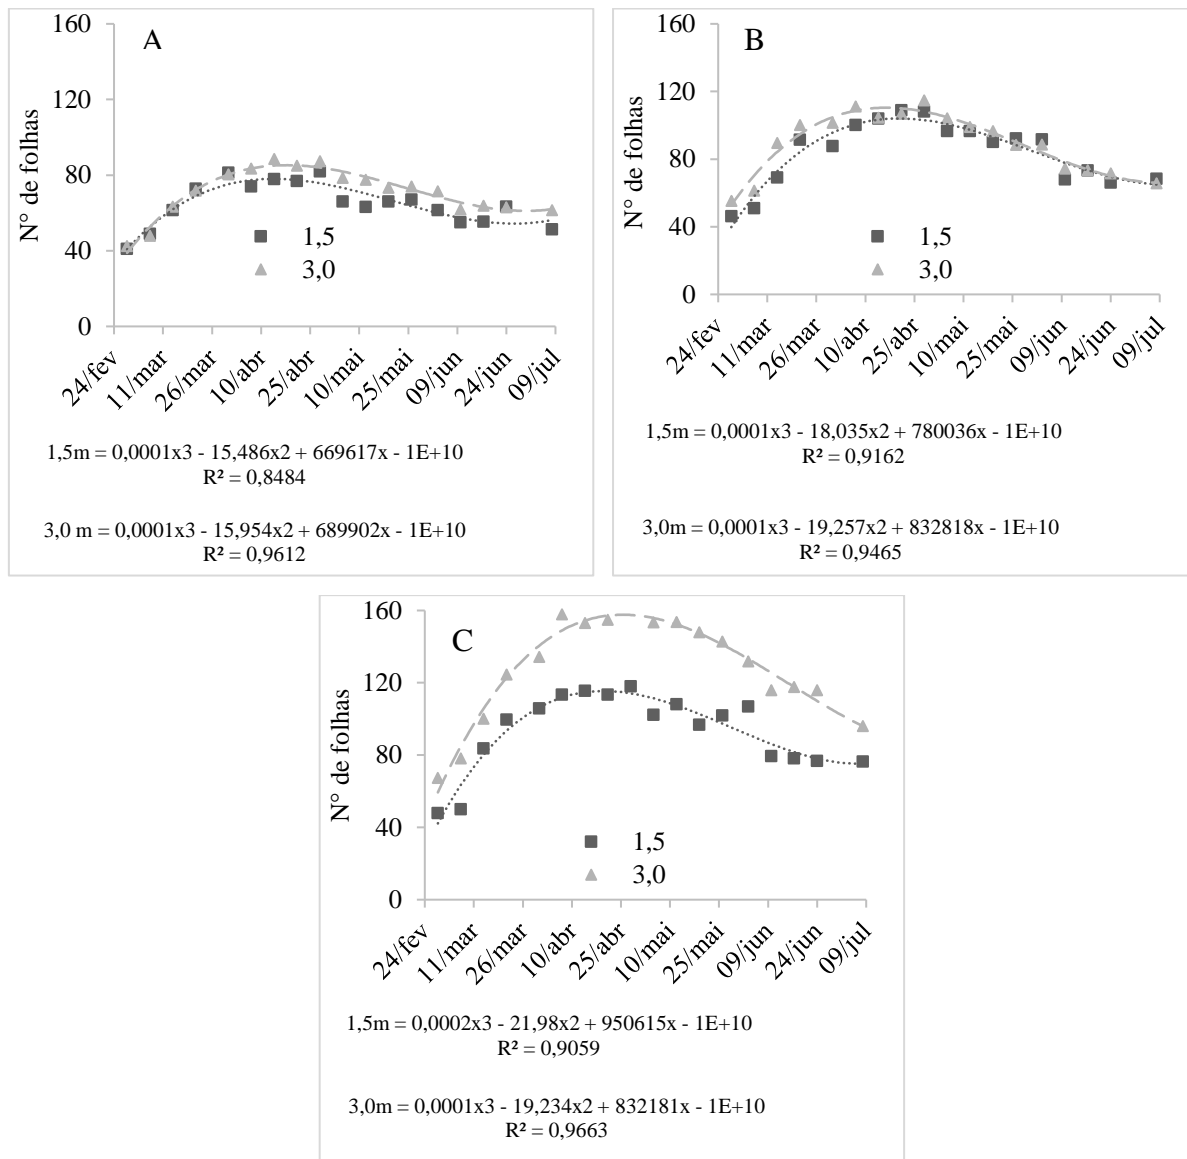 A
N° de folhas
160
120
80
40
0
1,5
3,0
24/fev
11/mar
26/mar
10/abr
25/abr
10/mai
25/mai
09/jun
24/jun
09/jul
1,5m = 0,0001x3 - 15,486x2 + 669617x - 1E+10
R² = 0,8484
3,0 m = 0,0001x3 - 15,954x2 + 689902x - 1E+10
R² = 0,9612
B
N° de folhas
160
120
80
40
0
1,5
3,0
24/fev
11/mar
26/mar
10/abr
25/abr
10/mai
25/mai
09/jun
24/jun
09/jul
1,5m = 0,0001x3 - 18,035x2 + 780036x - 1E+10
R² = 0,9162
3,0m = 0,0001x3 - 19,257x2 + 832818x - 1E+10
R² = 0,9465
C
N° de folhas
160
120
80
40
0
1,5
3,0
24/fev
11/mar
26/mar
10/abr
25/abr
10/mai
25/mai
09/jun
24/jun
09/jul
1,5m = 0,0002x3 - 21,98x2 + 950615x - 1E+10
R² = 0,9059
3,0m = 0,0001x3 - 19,234x2 + 832181x - 1E+10
R² = 0,9663